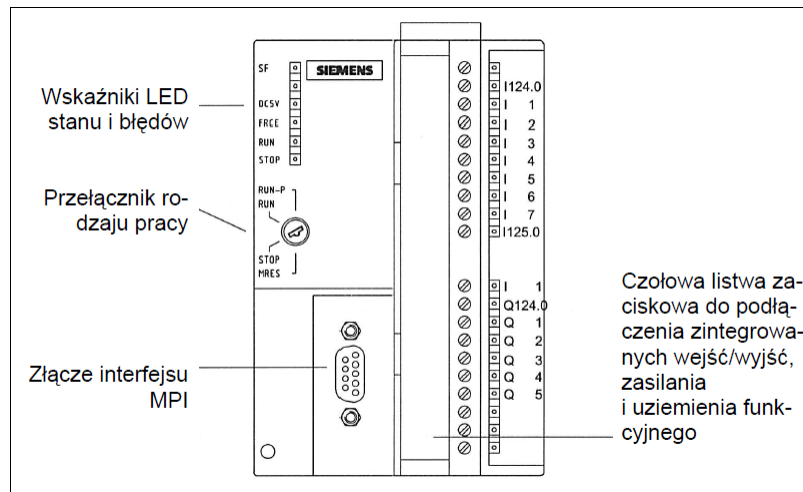 Wskaźniki LED
stanu i błędów
Przełącznik ro-
dzaju pracy
Złącze interfejsu
MPI
SF
SIEMENS
DC5V
FRCE
RUN
STOP
RUN-P
RUN
STOP
MRES
I124.0
I 1
I 2
I 3
I 4
I 5
I 6
I 7
I125.0
I 1
Q124.0
Q 1
Q 2
Q 3
Q 4
Q 5
Czołowa listwa za-
ciskowa do podłą-
czenia zintegrowa-
nych wejść/wyjść,
zasilania
i uziemienia funk-
cyjnego